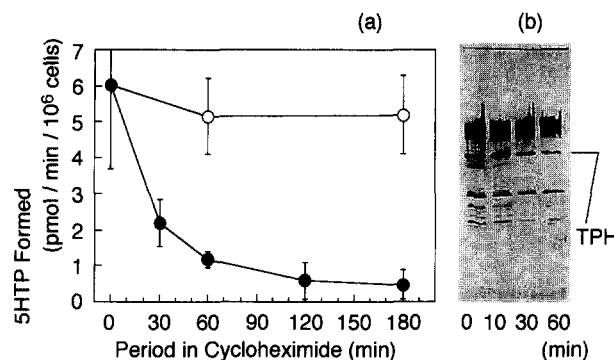 (a)
(b)
5HTP Formed
(pmol / min / 10⁶ cells)
7
6
5
4
3
2
1
0
0 30 60 90 120 150 180
Period in Cycloheximide (min)
TPH
0 10 30 60
(min)